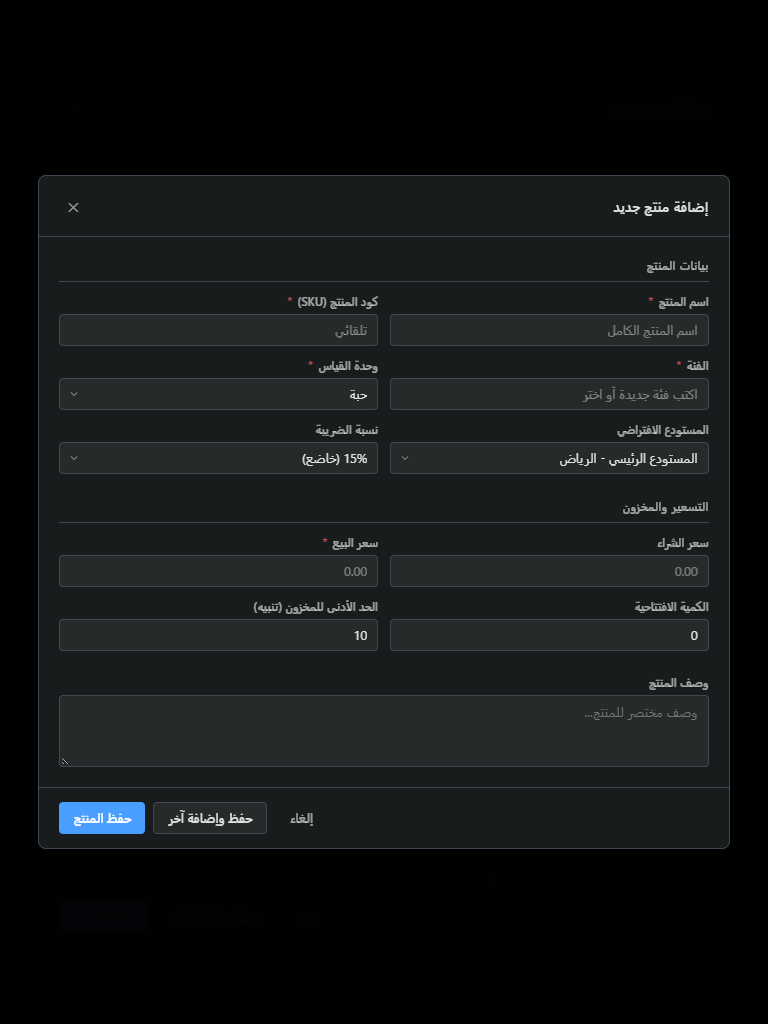 إضافة منتج جديد
بيانات المنتج
اسم المنتج *
كود المنتج (SKU) *
اسم المنتج الكامل
تلقائي
الفئة *
وحدة القياس *
اكتب فئة جديدة أو اختر
حبة
المستودع الافتراضي
نسبة الضريبة
المستودع الرئيسي - الرياض
15% (خاضع)
التسعير والمخزون
سعر الشراء
سعر البيع *
0.00
0.00
الكمية الافتتاحية
الحد الأدنى للمخزون (تنبيه)
0
10
وصف المنتج
وصف مختصر للمنتج...
إلغاء
حفظ وإضافة آخر
حفظ المنتج